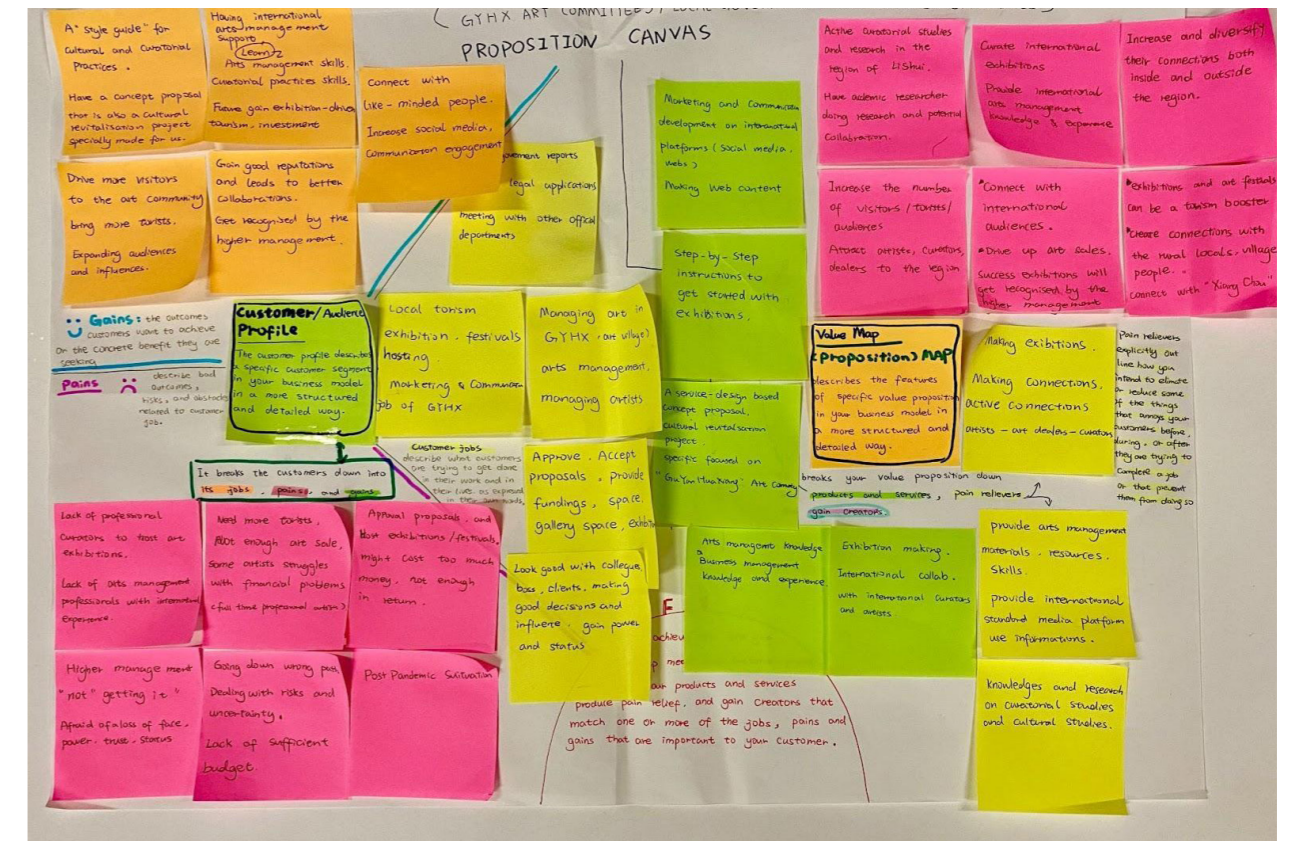 GYHX ART COMMITTEES / LOCAL
PROPOSITION CANVAS
A "style guide" for
Cultural and Curatorial
Practices.
Have a concept proposal
that is also a cultural
revitalisation project
specially made for us.
Having international
arts management
support
Learn
Arts management skills.
Curatorial practices skills.
Future gain exhibition-driven
tourism. investment
Connect with
like-minded people.
Increase social media,
Communication engagement
Drive more visitors
to the art community
bring more torists.
Expanding audiences
and influences.
Gain good reputations
and leads to better
collaborations.
Get recognised by the
higher management.
reports
legal applications
meeting with other official
departments
Marketing and Communication
development on international
platforms (social media,
webs)
Making web content
Step-by-Step
instructions to
get started with
exhibitions.
A service-design based
concept proposal,
cultural revitalisation
project
specific focused on
"GuYanHuaXiang" Art
Active Curatorial studies
and research in the
region of LiShui.
Have academic researcher
doing research and potential
Collaboration.
Curate international
exhibitions
Provide international
arts management
knowledge & experience
Increase and diversify
their connections both
inside and outside
the region.
Increase the number
of visitors / torists /
audiences
Attract artists, curators,
dealers to the region
Connect with
international
audiences.
Drive up art sales.
Success exhibitions will
get recognised by the
higher management
exhibitions and art festivals
can be a tourism booster
Create connections with
the rural locals, village
people..
connect with "Xiang Chou"
Gains: the outcomes
customers want to achieve
or the concrete benefit they are
seeking
Pains
describe bad
outcomes,
risks, and obstacles
related to customer
job.
Customer/Audience
Profile
The customer profile describes
a specific customer segment
in your business model
in a more structured
and detailed way.
Local torism
exhibition. festivals
hosting
Marketing & Communication
job of GYHX
Managing art in
GYHX (art village)
arts management,
managing artists
It breaks the customers down into
its jobs, pains, and gains
Customer jobs
describe what customers
are trying to get done
in their work and in
their lives, as expressed
in their own words.
Approve. Accept
proposals. provide
fundings, space.
gallery space,
Look good with collegue,
boss, clients, making
good decisions and
influence. gain power
and status
Value Map
(Proposition) MAP
describes the features
of specific value proposition
in your business model in
a more structured and
detailed way.
Making exibitions.
Making connections,
active connections
artists - art dealers - curators
Pain relievers
explicitly out
line how you
intend to
or reduce some
of the things
that annoys your
customers before,
during, or after
they are trying to
complete a job
or that prevent
them from doing so
breaks your value proposition down
products and services, pain relievers,
gain creators.
Lack of professional
Curators to host art
exhibitions.
Lack of arts management
professionals with international
experience.
Need more torists,
Not enough art sale,
some artists struggles
with financial problems
(full time professional artists)
Approval proposals. and
Host exhibitions/festivals.
might cost too much
money, not enough
in return.
Higher management
"not" getting it"
Afraid of a loss of face,
power. trust. status
Going down wrong path
Dealing with risks and
uncertainty.
Lack of sufficient
budget.
Post Pandemic
Arts management knowledge
Business management
knowledge and experience
Exhibition making.
International collab.
with international Curators
and artists
provide arts management
materials. resources.
skills.
provide international
standard media platform
use informations.
Knowledges and research
on curatorial studies
and cultural studies.
products and services
produce pain relief, and gain Creators that
match one or more of the jobs, pains and
gains that are important to your Customer.